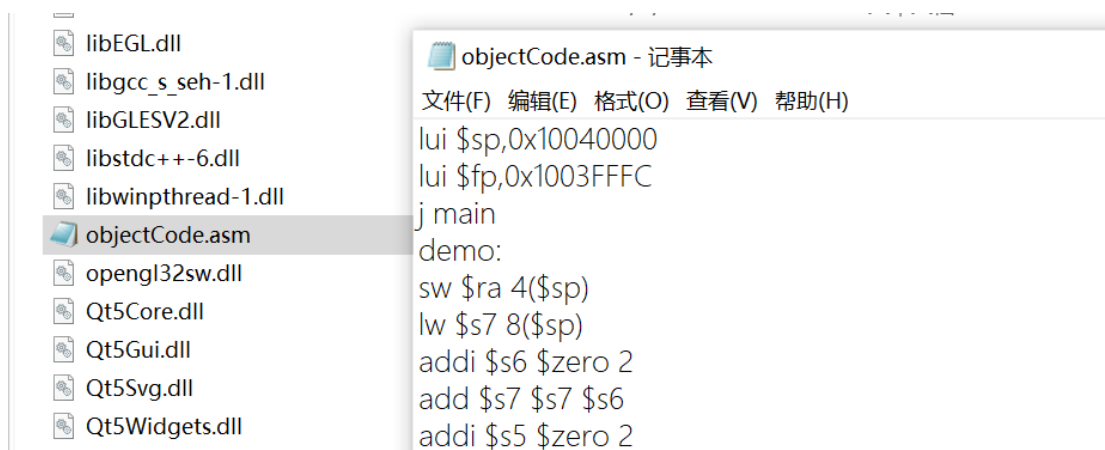 libEGL.dll
libgcc_s_seh-1.dll
libGLESV2.dll
libstdc++-6.dll
libwinpthread-1.dll
objectCode.asm
opengl32sw.dll
Qt5Core.dll
Qt5Gui.dll
Qt5Svg.dll
Qt5Widgets.dll
objectCode.asm - 记事本
文件(F) 编辑(E) 格式(O) 查看(V) 帮助(H)
lui $sp,0x10040000
lui $fp,0x1003FFFC
j main
demo:
sw $ra 4($sp)
lw $s7 8($sp)
addi $s6 $zero 2
add $s7 $s7 $s6
addi $s5 $zero 2